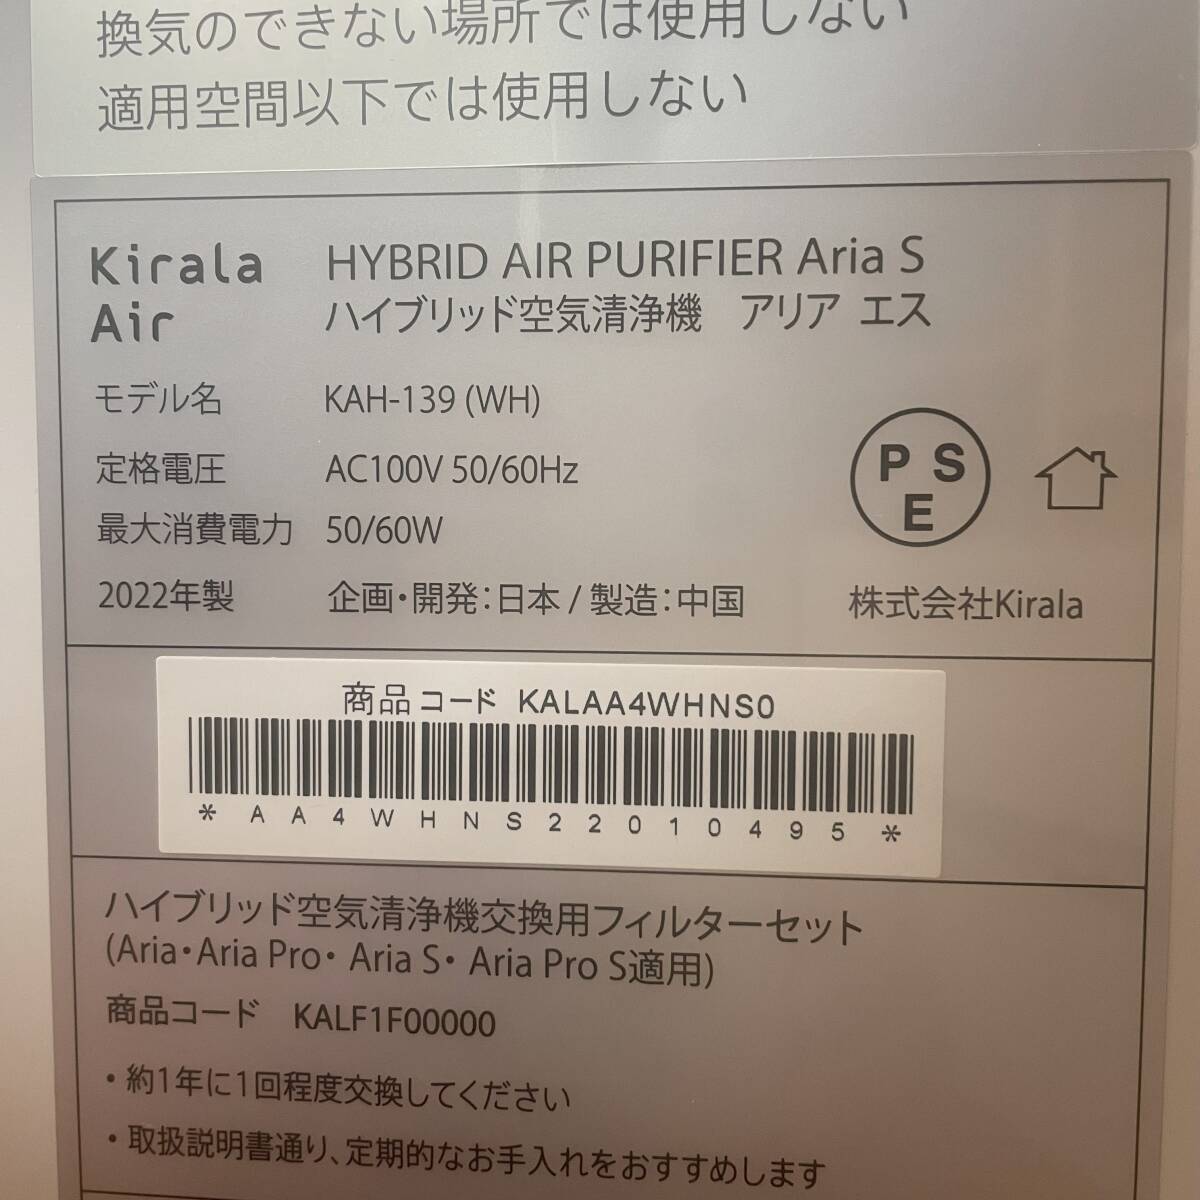 換気のできない場所では使用しない
適用空間以下では使用しない
Kirala Air
HYBRID AIR PURIFIER Aria S
ハイブリッド空気清浄機　アリア エス
モデル名 KAH-139 (WH)
定格電圧 AC100V 50/60Hz
最大消費電力 50/60W
PSE
2022年製 企画・開発：日本 / 製造：中国 株式会社Kirala
商品コード KALAA4WHNS0
*AA4WHNS22010495*
ハイブリッド空気清浄機交換用フィルターセット
(Aria・Aria Pro・ Aria S・ Aria Pro S適用)
商品コード KALF1F00000
・約1年に1回程度交換してください
・取扱説明書通り、定期的なお手入れをおすすめします